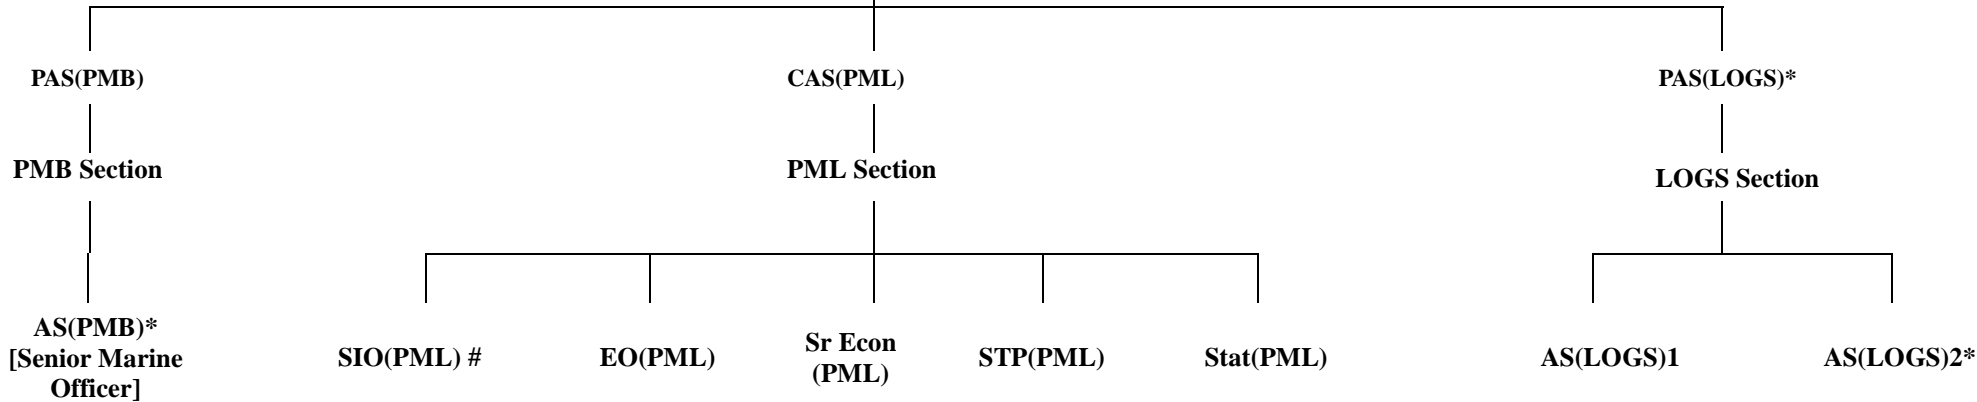 PAS(PMB)
CAS(PML)
PAS(LOGS)*
PMB Section
PML Section
LOGS Section
AS(PMB)*
[Senior Marine
Officer]
SIO(PML) #
EO(PML)
Sr Econ
(PML)
STP(PML)
Stat(PML)
AS(LOGS)1
AS(LOGS)2*